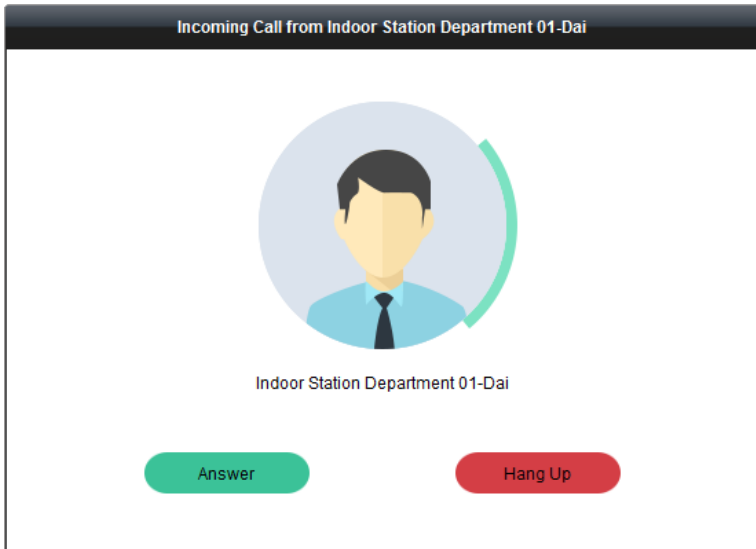 Incoming Call from Indoor Station Department 01-Dai
Indoor Station Department 01-Dai
Answer
Hang Up